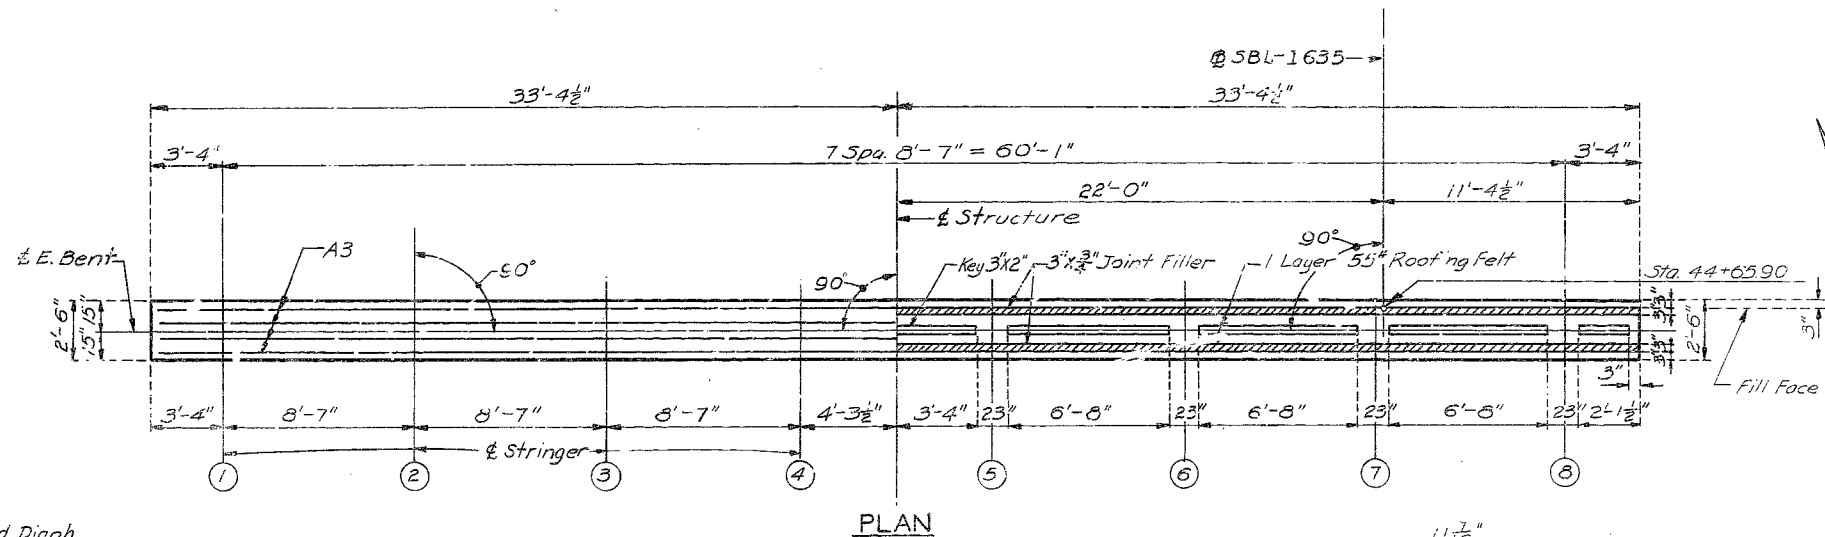 ℄ SBL-1635
33'-4½" 33'-4½"
3'-4" 7 Spa. 8'-7" = 60'-1" 3'-4"
22'-0" 11'-4½"
℄ Structure
℄ E. Bent A3 90° 90° Key 3"x2" 3"x¾" Joint Filler 90° 1 Layer 55# Roofing Felt Sta. 44+65.90
2'-6" 15" 15" 3" 3" 3" 3" 2'-6" 3"
3" Fill Face
3'-4" 8'-7" 8'-7" 8'-7" 4'-3½" 3'-4" 23" 6'-8" 23" 6'-8" 23" 6'-8" 23" 2'-1½"
℄ Stringer
1 2 3 4 5 6 7 8
PLAN